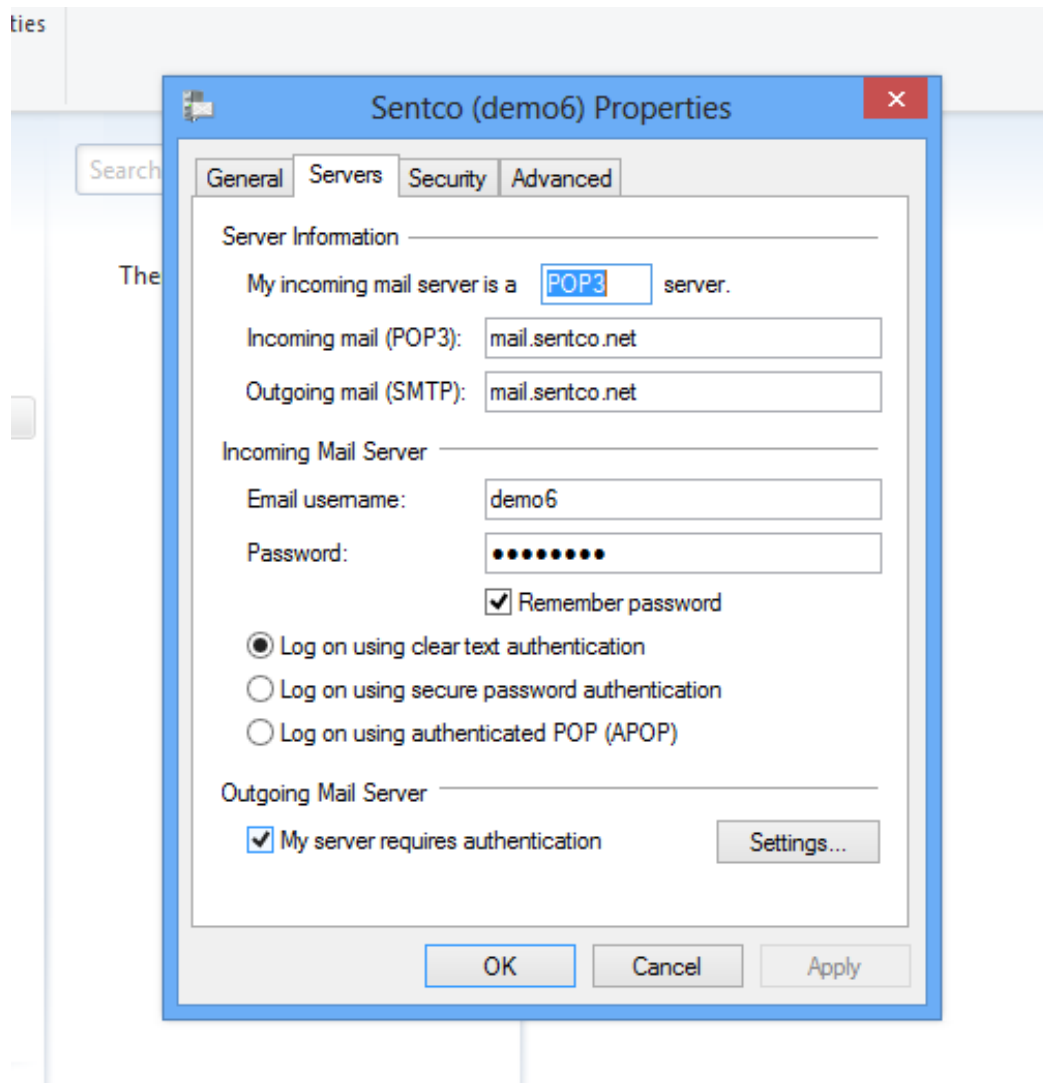 ties
Sentco (demo6) Properties
Search
General Servers Security Advanced
Server Information
The
My incoming mail server is a POP3 server.
Incoming mail (POP3): mail.sentco.net
Outgoing mail (SMTP): mail.sentco.net
Incoming Mail Server
Email username: demo6
Password: ●●●●●●●●
Remember password
Log on using clear text authentication
Log on using secure password authentication
Log on using authenticated POP (APOP)
Outgoing Mail Server
My server requires authentication Settings...
OK Cancel Apply